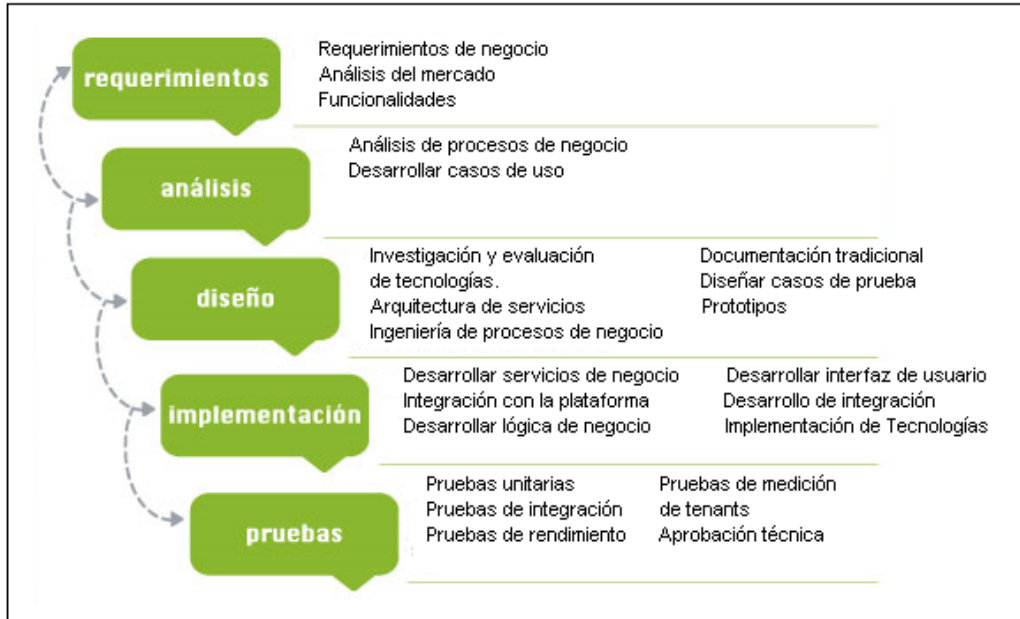 requerimientos
Requerimientos de negocio
Análisis del mercado
Funcionalidades
análisis
Análisis de procesos de negocio
Desarrollar casos de uso
diseño
Investigación y evaluación
de tecnologías.
Arquitectura de servicios
Ingeniería de procesos de negocio
Documentación tradicional
Diseñar casos de prueba
Prototipos
implementación
Desarrollar servicios de negocio
Integración con la plataforma
Desarrollar lógica de negocio
Desarrollar interfaz de usuario
Desarrollo de integración
Implementación de Tecnologías
pruebas
Pruebas unitarias
Pruebas de integración
Pruebas de rendimiento
Pruebas de medición
de tenants
Aprobación técnica